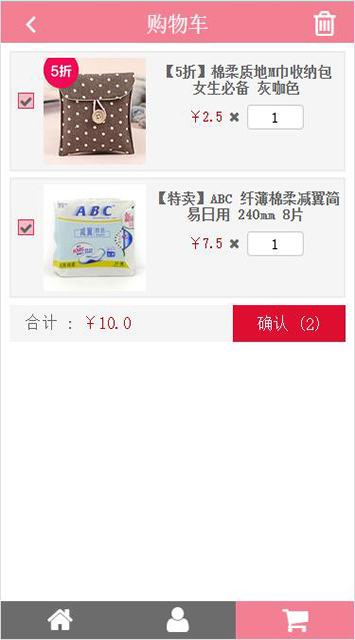 购物车
5折
【5折】棉柔质地M巾收纳包
女生必备 灰咖色
￥2.5 ✖ 1
ABC
【特卖】ABC 纤薄棉柔减翼简
易日用 240mm 8片
￥7.5 ✖ 1
合计 : ￥10.0
确认 (2)